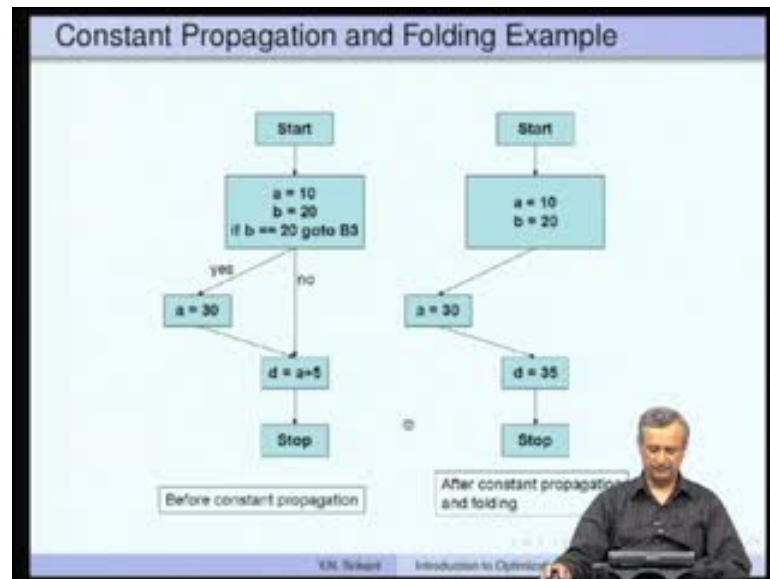 Constant Propagation and Folding Example
Start
a = 10
b = 20
if b == 20 goto B3
yes
no
a = 30
d = a+5
Stop
Before constant propagation
Start
a = 10
b = 20
a = 30
d = 35
Stop
After constant propagation
and folding
Y.N. Srikant
Introduction to